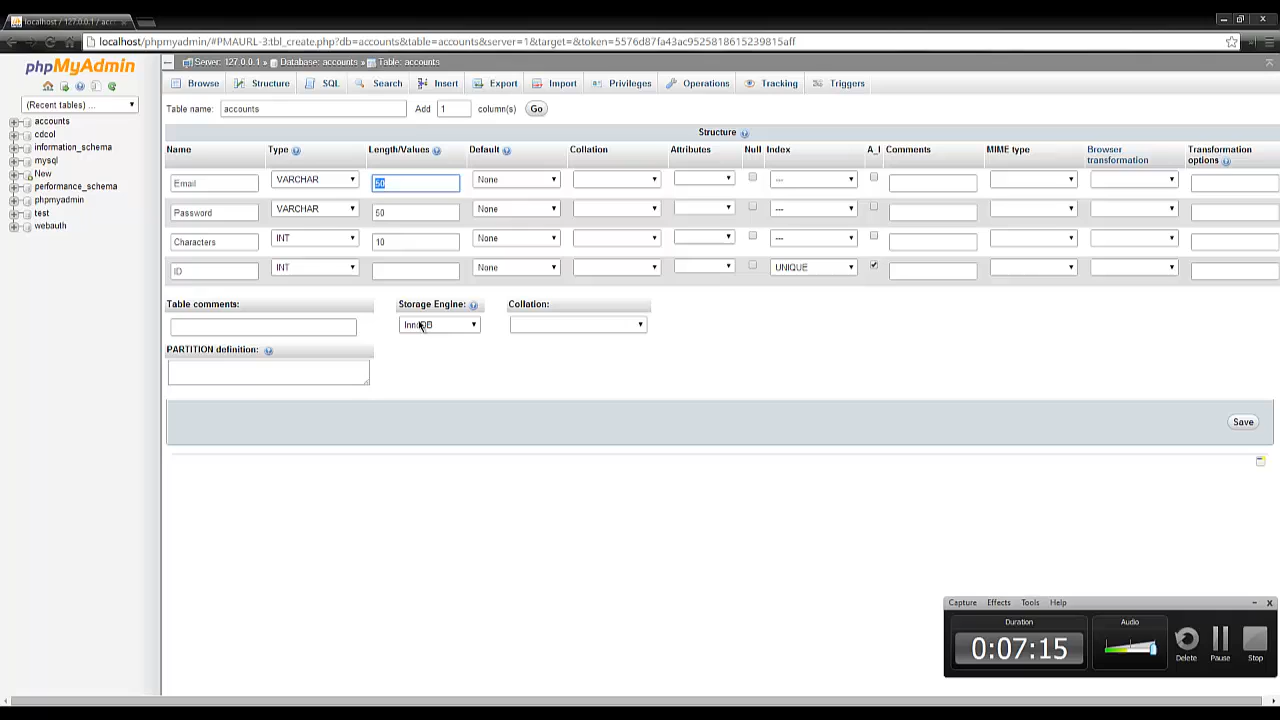 localhost / 127.0.0.1 / acc
localhost/phpmyadmin/#PMAURL-3:tbl_create.php?db=accounts&table=accounts&server=1&target=&token=5576d87fa43ac9525818615239815aff
phpMyAdmin
(Recent tables) ...
accounts
cdcol
information_schema
mysql
New
performance_schema
phpmyadmin
test
webauth
Server: 127.0.0.1 » Database: accounts » Table: accounts
Browse Structure SQL Search Insert Export Import Privileges Operations Tracking Triggers
Table name: accounts Add 1 column(s) Go
Structure
Name Type Length/Values Default Collation Attributes Null Index A_I Comments MIME type Browser transformation Transformation options
Email VARCHAR 50 None ---
Password VARCHAR 50 None ---
Characters INT 10 None ---
ID INT None UNIQUE
Table comments: Storage Engine: Collation:
InnoDB
PARTITION definition:
Save
Capture Effects Tools Help
Duration Audio
0:07:15
Delete Pause Stop